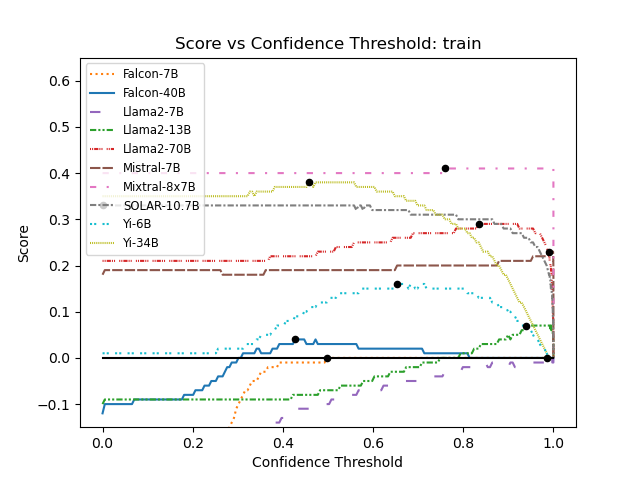 Score vs Confidence Threshold: train
Score
0.6
0.5
0.4
0.3
0.2
0.1
0.0
−0.1
Falcon-7B
Falcon-40B
Llama2-7B
Llama2-13B
Llama2-70B
Mistral-7B
Mixtral-8x7B
SOLAR-10.7B
Yi-6B
Yi-34B
0.0 0.2 0.4 0.6 0.8 1.0
Confidence Threshold